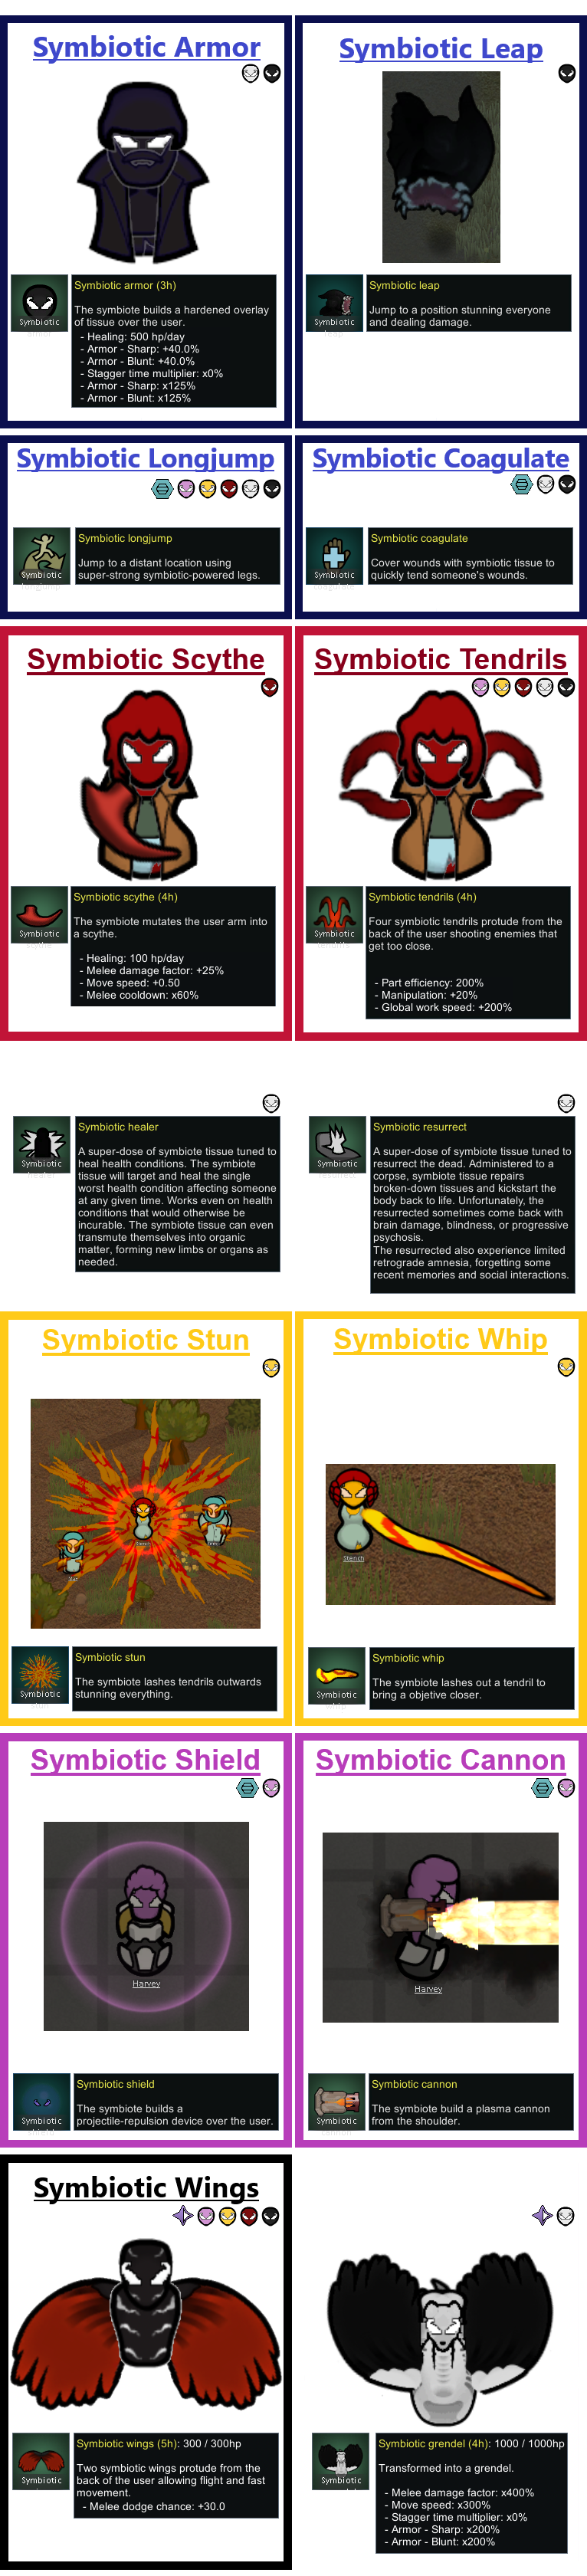 Symbiotic Armor
Symbiotic armor (3h)
The symbiote builds a hardened overlay
of tissue over the user.
- Healing: 500 hp/day
- Armor - Sharp: +40.0%
- Armor - Blunt: +40.0%
- Stagger time multiplier: x0%
- Armor - Sharp: x125%
- Armor - Blunt: x125%
Symbiotic
Symbiotic Leap
Symbiotic leap
Jump to a position stunning everyone
and dealing damage.
Symbiotic
Symbiotic Longjump
Symbiotic longjump
Jump to a distant location using
super-strong symbiotic-powered legs.
Symbiotic
longjump
Symbiotic Coagulate
Symbiotic coagulate
Cover wounds with symbiotic tissue to
quickly tend someone's wounds.
Symbiotic
coagulate
Symbiotic Scythe
Symbiotic scythe (4h)
The symbiote mutates the user arm into
a scythe.
- Healing: 100 hp/day
- Melee damage factor: +25%
- Move speed: +0.50
- Melee cooldown: x60%
Symbiotic
Symbiotic Tendrils
Symbiotic tendrils (4h)
Four symbiotic tendrils protude from the
back of the user shooting enemies that
get too close.
- Part efficiency: 200%
- Manipulation: +20%
- Global work speed: +200%
Symbiotic
Symbiotic healer
A super-dose of symbiote tissue tuned to
heal health conditions. The symbiote
tissue will target and heal the single
worst health condition affecting someone
at any given time. Works even on health
conditions that would otherwise be
incurable. The symbiote tissue can even
transmute themselves into organic
matter, forming new limbs or organs as
needed.
Symbiotic
Symbiotic resurrect
A super-dose of symbiote tissue tuned to
resurrect the dead. Administered to a
corpse, symbiote tissue repairs
broken-down tissues and kickstart the
body back to life. Unfortunately, the
resurrected sometimes come back with
brain damage, blindness, or progressive
psychosis.
The resurrected also experience limited
retrograde amnesia, forgetting some
recent memories and social interactions.
Symbiotic
Symbiotic Stun
Symbiotic stun
The symbiote lashes tendrils outwards
stunning everything.
Symbiotic
Symbiotic Whip
Stench
Symbiotic whip
The symbiote lashes out a tendril to
bring a objetive closer.
Symbiotic
Symbiotic Shield
Harvey
Symbiotic shield
The symbiote builds a
projectile-repulsion device over the user.
Symbiotic
Symbiotic Cannon
Harvey
Symbiotic cannon
The symbiote build a plasma cannon
from the shoulder.
Symbiotic
cannon
Symbiotic Wings
Symbiotic wings (5h): 300 / 300hp
Two symbiotic wings protude from the
back of the user allowing flight and fast
movement.
- Melee dodge chance: +30.0
Symbiotic
Symbiotic grendel (4h): 1000 / 1000hp
Transformed into a grendel.
- Melee damage factor: x400%
- Move speed: x300%
- Stagger time multiplier: x0%
- Armor - Sharp: x200%
- Armor - Blunt: x200%
Symbiotic